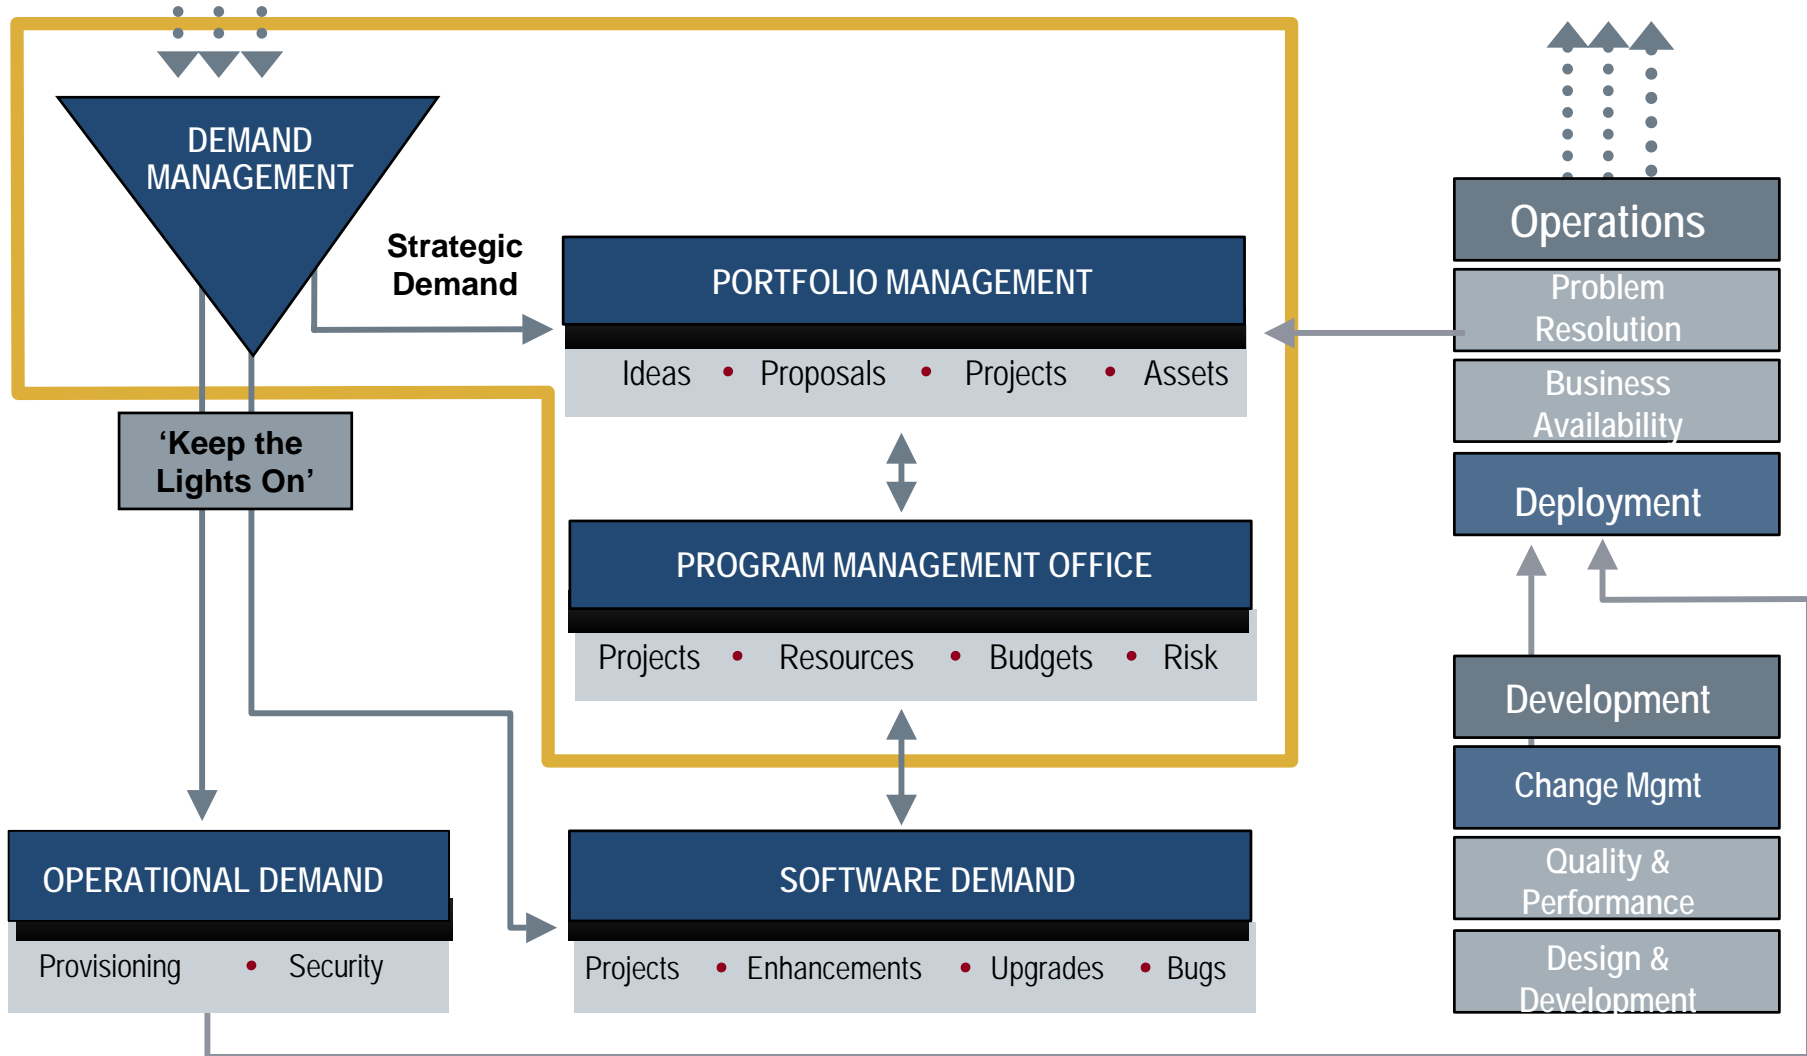 DEMAND
MANAGEMENT
Strategic
Demand
PORTFOLIO MANAGEMENT
Ideas • Proposals • Projects • Assets
‘Keep the
Lights On’
PROGRAM MANAGEMENT OFFICE
Projects • Resources • Budgets • Risk
OPERATIONAL DEMAND
Provisioning • Security
SOFTWARE DEMAND
Projects • Enhancements • Upgrades • Bugs
Operations
Problem
Resolution
Business
Availability
Deployment
Development
Change Mgmt
Quality &
Performance
Design &
Development